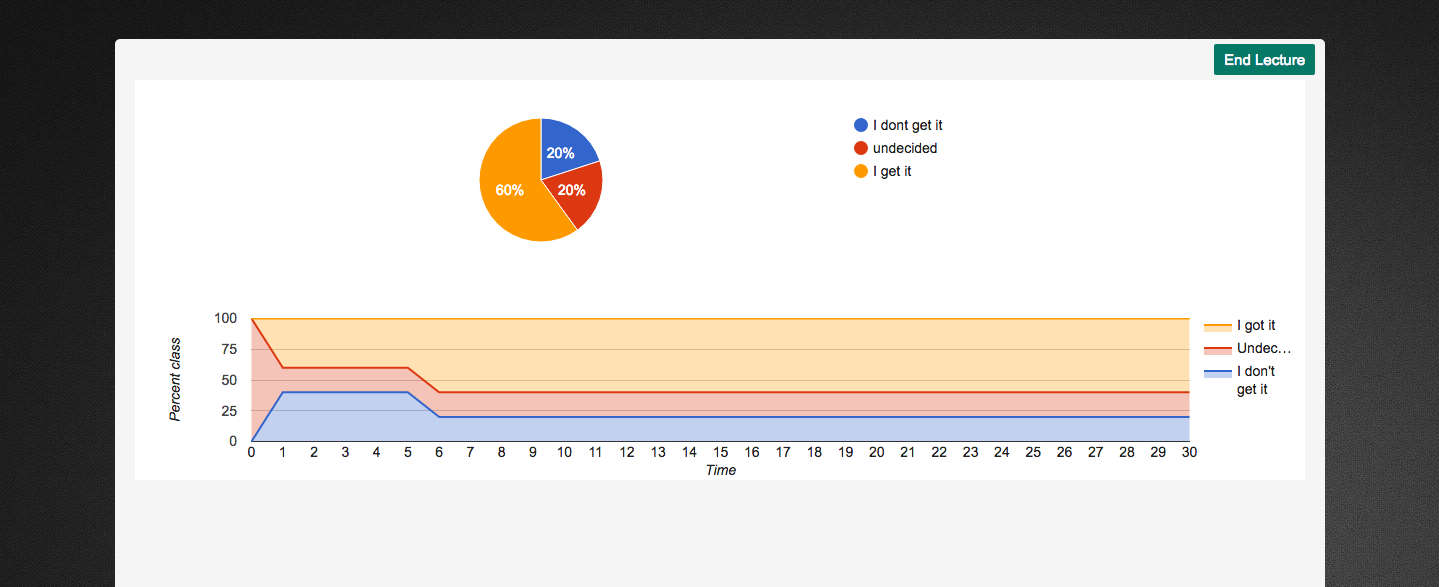 End Lecture
I dont get it
undecided
I get it
20%
60%
20%
100
75
50
25
0
Percent class
0 1 2 3 4 5 6 7 8 9 10 11 12 13 14 15 16 17 18 19 20 21 22 23 24 25 26 27 28 29 30
Time
I got it
Undec...
I don't
get it